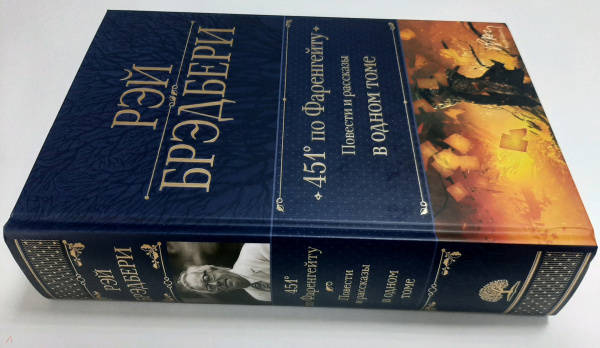 РЭЙ
БРЭДБЕРИ
451° по Фаренгейту
Повести и рассказы
в одном томе
РЭЙ
БРЭДБЕРИ
451°
по Фаренгейту
Повести
и рассказы
в одном
томе